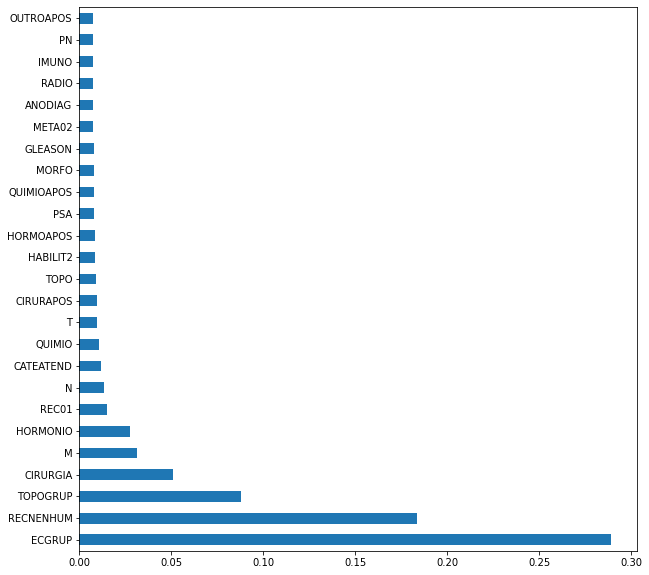 OUTROAPOS
PN
IMUNO
RADIO
ANODIAG
META02
GLEASON
MORFO
QUIMIOAPOS
PSA
HORMOAPOS
HABILIT2
TOPO
CIRURAPOS
T
QUIMIO
CATEATEND
N
REC01
HORMONIO
M
CIRURGIA
TOPOGRUP
RECNENHUM
ECGRUP
0.00 0.05 0.10 0.15 0.20 0.25 0.30